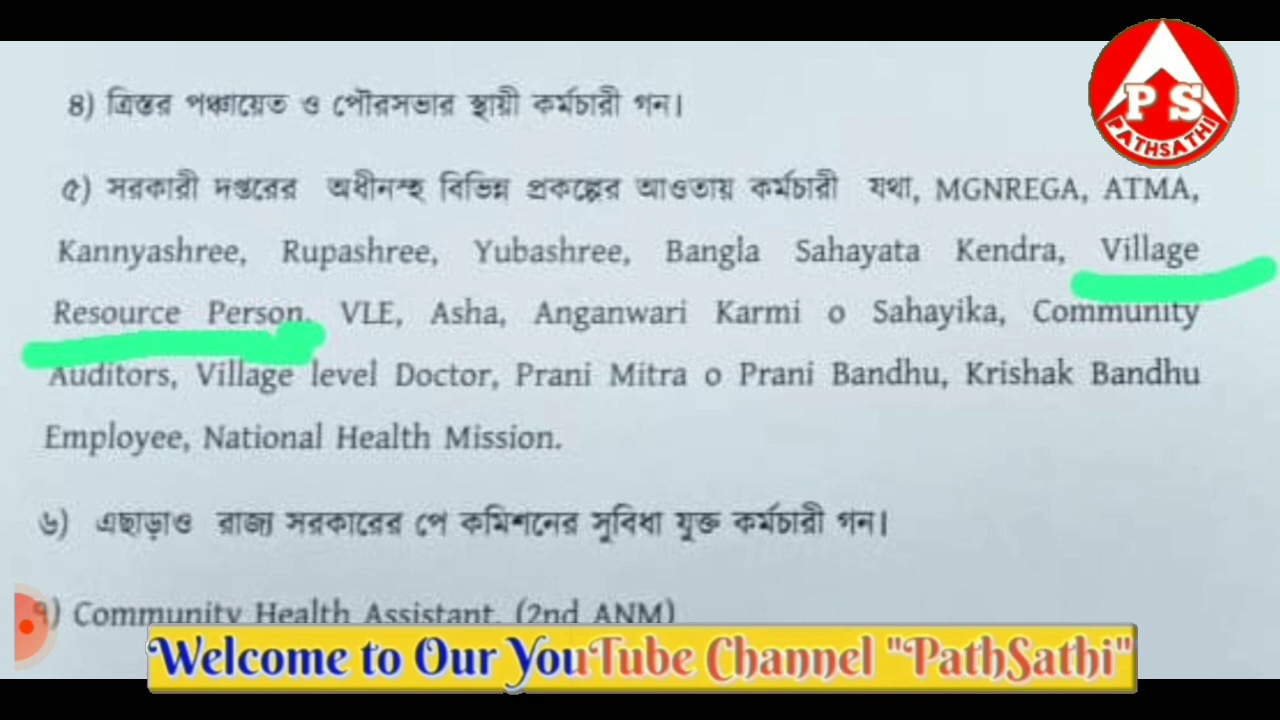 PS
PATHSATHI
৪) ত্রিস্তর পঞ্চায়েত ও পৌরসভার স্থায়ী কর্মচারী গন।
৫) সরকারী দপ্তরের অধীনস্হ বিভিন্ন প্রকল্পের আওতায় কর্মচারী যথা, MGNREGA, ATMA,
Kannyashree, Rupashree, Yubashree, Bangla Sahayata Kendra, Village
Resource Person, VLE, Asha, Anganwari Karmi o Sahayika, Community
Auditors, Village level Doctor, Prani Mitra o Prani Bandhu, Krishak Bandhu
Employee, National Health Mission.
৬) এছাড়াও রাজ্য সরকারের পে কমিশনের সুবিধা যুক্ত কর্মচারী গন।
৭) Community Health Assistant. (2nd ANM)
Welcome to Our YouTube Channel "PathSathi"